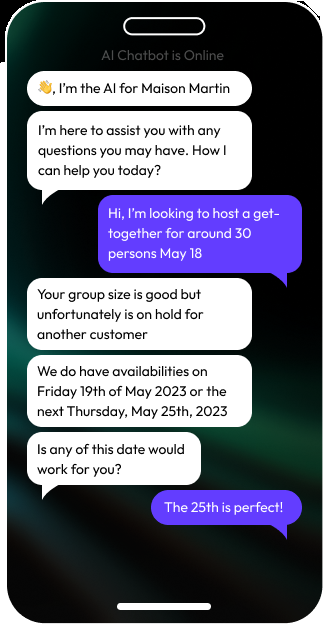 AI Chatbot is Online
👋, I'm the AI for Maison Martin
I'm here to assist you with any
questions you may have. How I
can help you today?
Hi, I'm looking to host a get-
together for around 30
persons May 18
Your group size is good but
unfortunately is on hold for
another customer
We do have availabilities on
Friday 19th of May 2023 or the
next Thursday, May 25th, 2023
Is any of this date would
work for you?
The 25th is perfect!